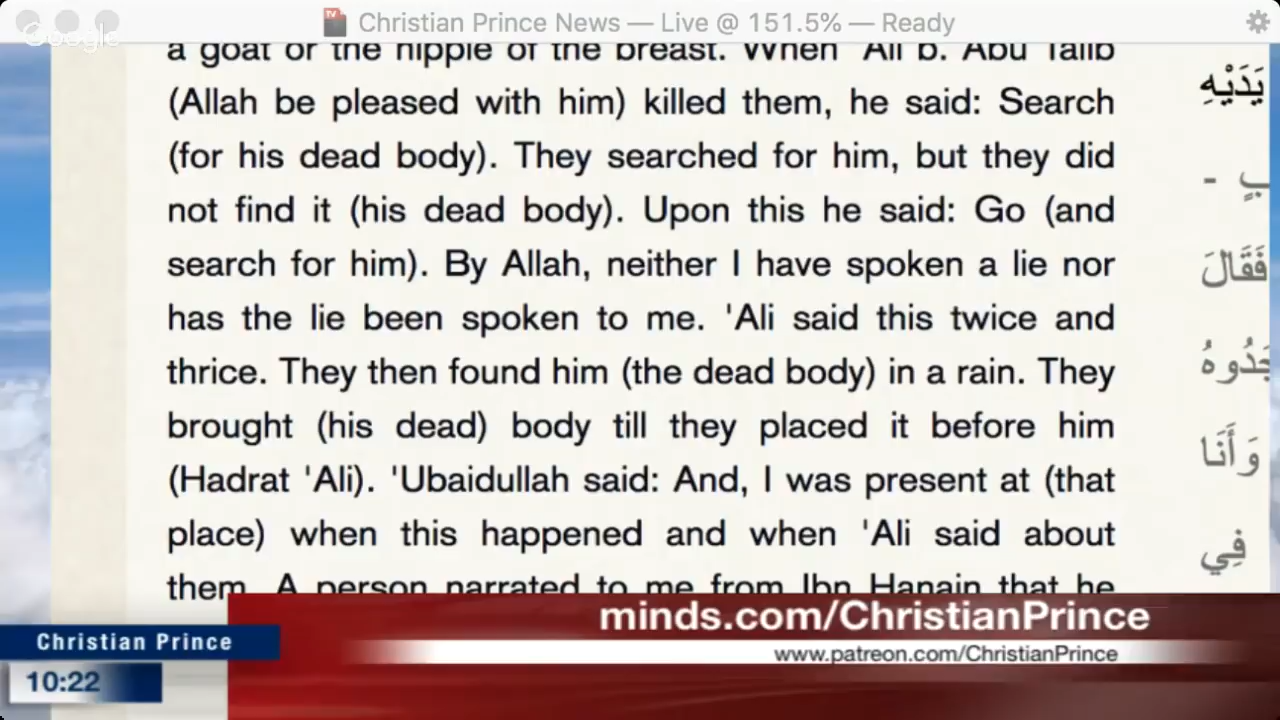 Christian Prince News — Live @ 151.5% — Ready
Google
a goat or the nipple of the breast. When 'Ali b. Abu Talib
(Allah be pleased with him) killed them, he said: Search
(for his dead body). They searched for him, but they did
not find it (his dead body). Upon this he said: Go (and
search for him). By Allah, neither I have spoken a lie nor
has the lie been spoken to me. 'Ali said this twice and
thrice. They then found him (the dead body) in a rain. They
brought (his dead) body till they placed it before him
(Hadrat 'Ali). 'Ubaidullah said: And, I was present at (that
place) when this happened and when 'Ali said about
them. A person narrated to me from Ibn Hanain that he
يَدَيْهِ
فَقَالَ
وَأَنَا
فِي
minds.com/ChristianPrince
www.patreon.com/ChristianPrince
Christian Prince
10:22